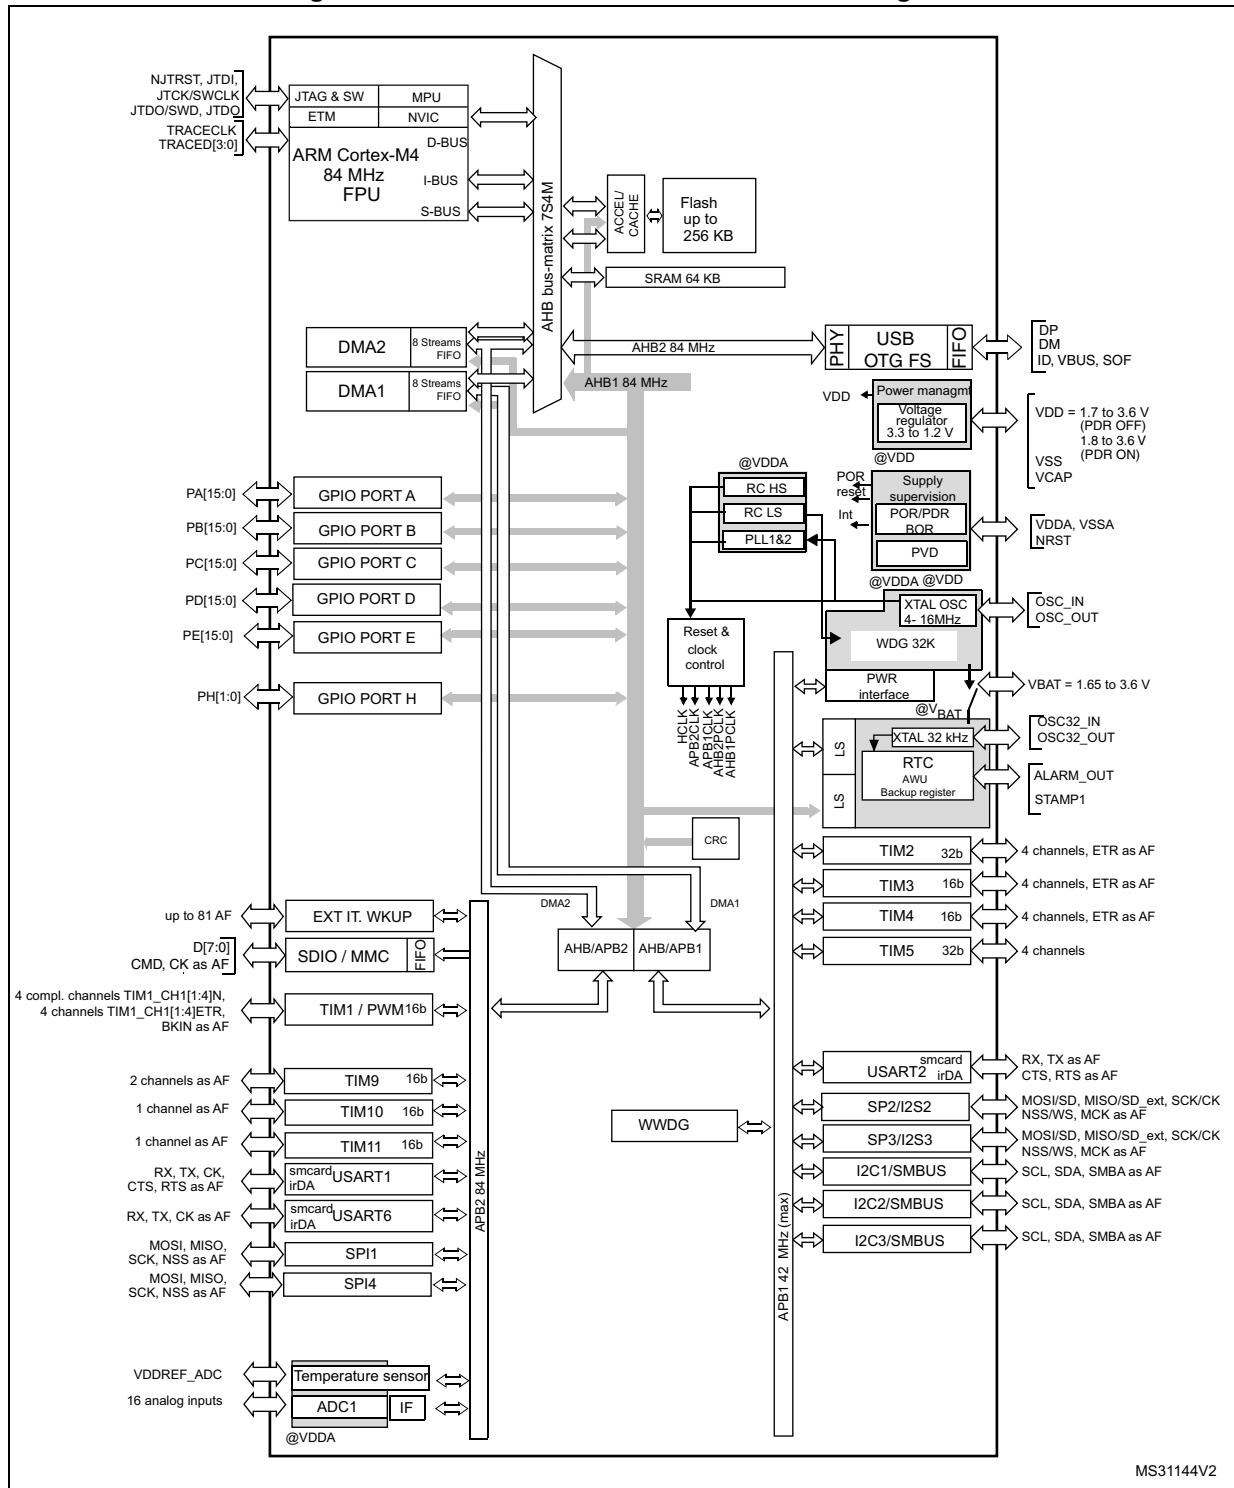 NJTRST, JTDI,
JTCK/SWCLK
JTDO/SWD, JTDO
TRACECLK
TRACED[3:0]
JTAG & SW
MPU
ETM
NVIC
ARM Cortex-M4
84 MHz
FPU
D-BUS
I-BUS
S-BUS
AHB bus-matrix 7S4M
ACCEL/
CACHE
Flash
up to
256 KB
SRAM 64 KB
DMA2
8 Streams
FIFO
DMA1
8 Streams
FIFO
AHB2 84 MHz
AHB1 84 MHz
PHY
USB
OTG FS
FIFO
DP
DM
ID, VBUS, SOF
VDD
Power managmt
Voltage
regulator
3.3 to 1.2 V
@VDD
VDD = 1.7 to 3.6 V
(PDR OFF)
1.8 to 3.6 V
(PDR ON)
VSS
VCAP
@VDDA
RC HS
RC LS
PLL1&2
POR
reset
Int
Supply
supervision
POR/PDR
BOR
PVD
VDDA, VSSA
NRST
@VDDA @VDD
PA[15:0]
GPIO PORT A
PB[15:0]
GPIO PORT B
PC[15:0]
GPIO PORT C
PD[15:0]
GPIO PORT D
PE[15:0]
GPIO PORT E
PH[1:0]
GPIO PORT H
XTAL OSC
4- 16MHz
WDG 32K
OSC_IN
OSC_OUT
Reset &
clock
control
HCLK
APB2CLK
APB1CLK
AHB2PCLK
AHB1PCLK
PWR
interface
VBAT = 1.65 to 3.6 V
@VBAT
LS
LS
XTAL 32 kHz
RTC
AWU
Backup register
OSC32_IN
OSC32_OUT
ALARM_OUT
STAMP1
CRC
DMA2
DMA1
AHB/APB2
AHB/APB1
TIM2 32b
4 channels, ETR as AF
TIM3 16b
4 channels, ETR as AF
TIM4 16b
4 channels, ETR as AF
TIM5 32b
4 channels
up to 81 AF
EXT IT. WKUP
D[7:0]
CMD, CK as AF
SDIO / MMC
FIFO
4 compl. channels TIM1_CH1[1:4]N,
4 channels TIM1_CH1[1:4]ETR,
BKIN as AF
TIM1 / PWM 16b
2 channels as AF
TIM9 16b
1 channel as AF
TIM10 16b
1 channel as AF
TIM11 16b
RX, TX, CK,
CTS, RTS as AF
smcard
irDA
USART1
RX, TX, CK as AF
smcard
irDA
USART6
MOSI, MISO,
SCK, NSS as AF
SPI1
MOSI, MISO,
SCK, NSS as AF
SPI4
APB2 84 MHz
VDDREF_ADC
Temperature sensor
16 analog inputs
ADC1
IF
@VDDA
WWDG
APB1 42 MHz (max)
smcard
USART2 irDA
RX, TX as AF
CTS, RTS as AF
SP2/I2S2
MOSI/SD, MISO/SD_ext, SCK/CK
NSS/WS, MCK as AF
SP3/I2S3
MOSI/SD, MISO/SD_ext, SCK/CK
NSS/WS, MCK as AF
I2C1/SMBUS
SCL, SDA, SMBA as AF
I2C2/SMBUS
SCL, SDA, SMBA as AF
I2C3/SMBUS
SCL, SDA, SMBA as AF
MS31144V2